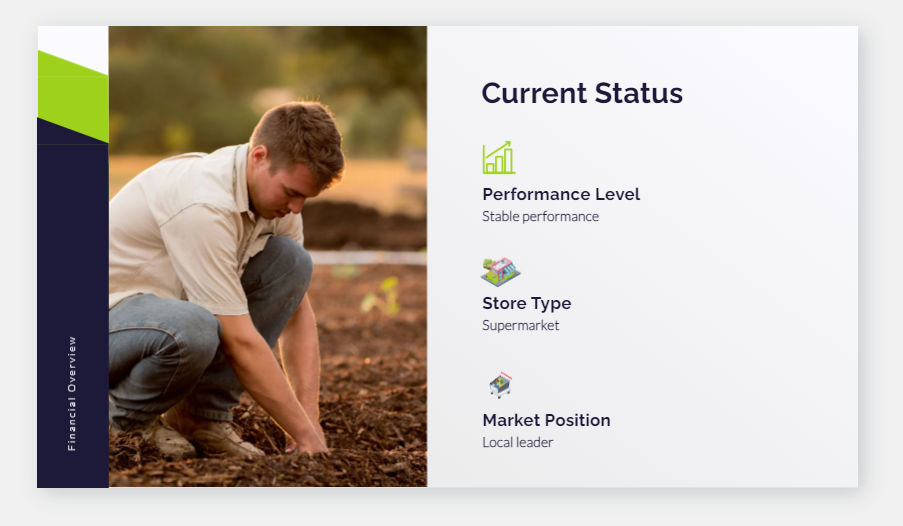 Financial Overview
Current Status
Performance Level
Stable performance
Store Type
Supermarket
Market Position
Local leader